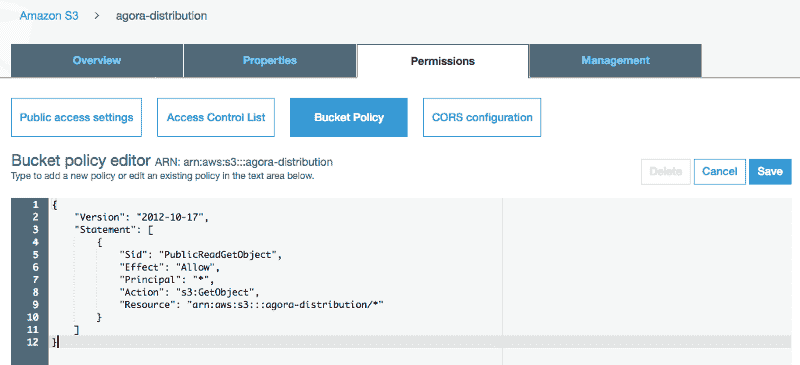 Amazon S3 > agora-distribution
Overview Properties Permissions Management
Public access settings Access Control List Bucket Policy CORS configuration
Bucket policy editor ARN: arn:aws:s3:::agora-distribution
Type to add a new policy or edit an existing policy in the text area below.
Delete Cancel Save
1 {
2 "Version": "2012-10-17",
3 "Statement": [
4 {
5 "Sid": "PublicReadGetObject",
6 "Effect": "Allow",
7 "Principal": "*",
8 "Action": "s3:GetObject",
9 "Resource": "arn:aws:s3:::agora-distribution/*"
10 }
11 ]
12 }